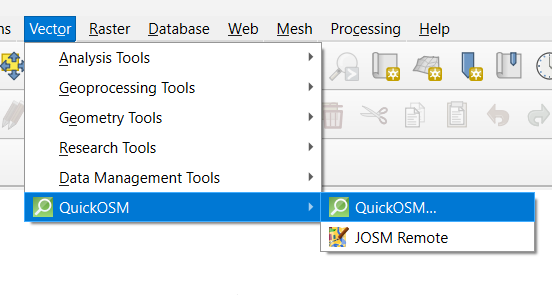 ns Vector Raster Database Web Mesh Processing Help
Analysis Tools
Geoprocessing Tools
Geometry Tools
Research Tools
Data Management Tools
QuickOSM QuickOSM...
JOSM Remote